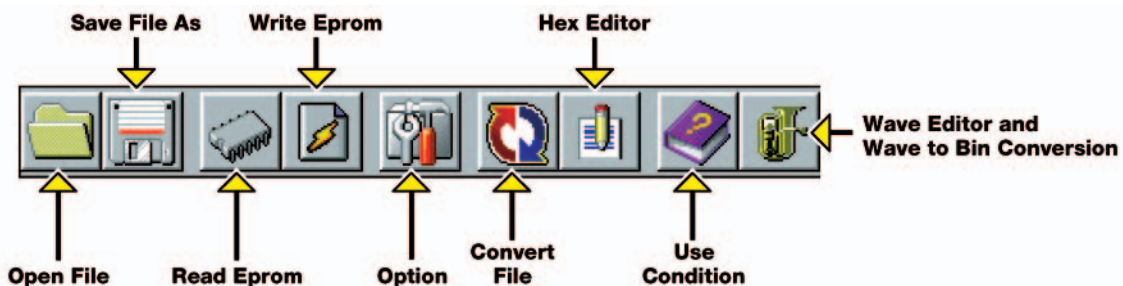 Save File As
Write Eprom
Hex Editor
?
Wave Editor and
Wave to Bin Conversion
Open File
Read Eprom
Option
Convert
File
Use
Condition